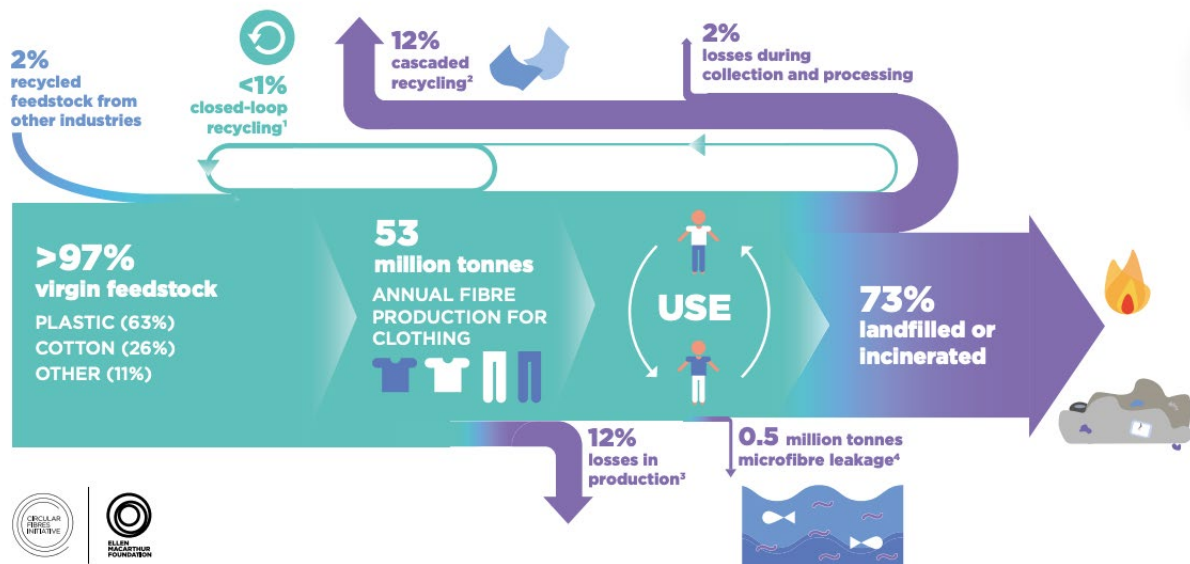 2%
recycled
feedstock from
other industries
<1%
closed-loop
recycling¹
12%
cascaded
recycling²
2%
losses during
collection and processing
>97%
virgin feedstock
PLASTIC (63%)
COTTON (26%)
OTHER (11%)
53
million tonnes
ANNUAL FIBRE
PRODUCTION FOR
CLOTHING
USE
73%
landfilled or
incinerated
12%
losses in
production³
0.5 million tonnes
microfibre leakage⁴
CIRCULAR
FIBRES
INITIATIVE
ELLEN
MACARTHUR
FOUNDATION